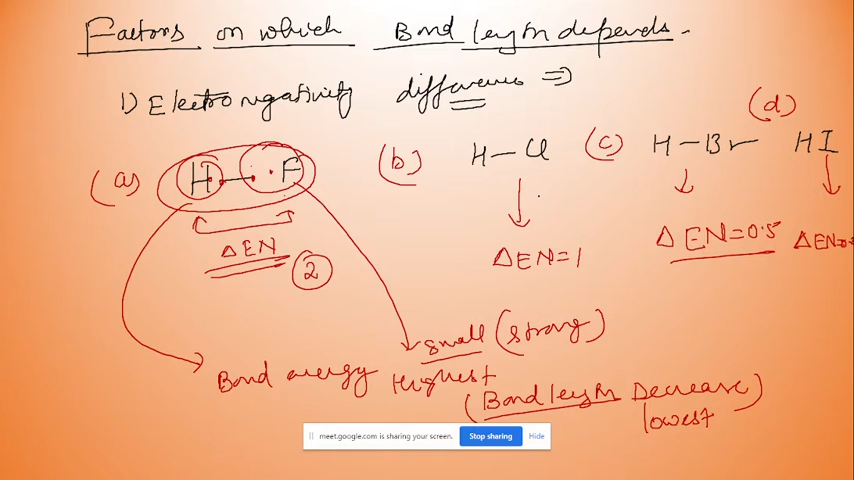 Factors on which Bond length depends.
1) Electronegativity difference ⇒
(a) H — F (b) H—Cl (c) H—Br (d) HI
ΔEN ② ΔEN=1 ΔEN=0.5 ΔEN=0.
small (strong)
Bond energy Highest
(Bond length Decrease)
lowest
meet.google.com is sharing your screen. Stop sharing Hide